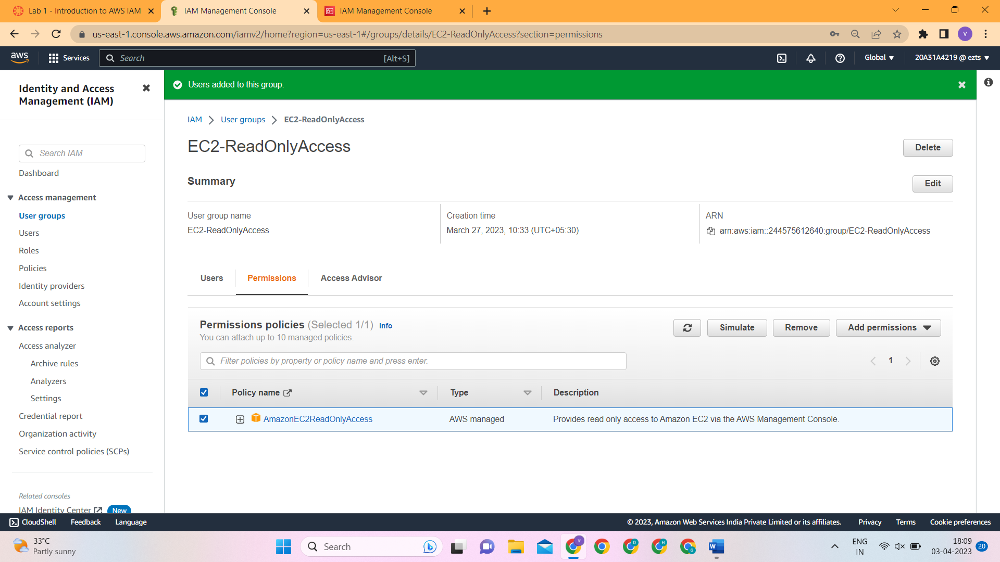 Lab 1 - Introduction to AWS IAM
IAM Management Console
IAM Management Console
us-east-1.console.aws.amazon.com/iamv2/home?region=us-east-1#/groups/details/EC2-ReadOnlyAccess?section=permissions
V
aws
Services
Search
[Alt+S]
Global
20A31A4219 @ ezts
Identity and Access
Management (IAM)
Search IAM
Dashboard
Access management
User groups
Users
Roles
Policies
Identity providers
Account settings
Access reports
Access analyzer
Archive rules
Analyzers
Settings
Credential report
Organization activity
Service control policies (SCPs)
Related consoles
IAM Identity Center New
Users added to this group.
IAM > User groups > EC2-ReadOnlyAccess
EC2-ReadOnlyAccess
Delete
Summary
Edit
User group name
EC2-ReadOnlyAccess
Creation time
March 27, 2023, 10:33 (UTC+05:30)
ARN
arn:aws:iam::244575612640:group/EC2-ReadOnlyAccess
Users
Permissions
Access Advisor
Permissions policies (Selected 1/1) Info
You can attach up to 10 managed policies.
Simulate
Remove
Add permissions
Filter policies by property or policy name and press enter.
1
Policy name
Type
Description
AmazonEC2ReadOnlyAccess
AWS managed
Provides read only access to Amazon EC2 via the AWS Management Console.
CloudShell
Feedback
Language
© 2023, Amazon Web Services India Private Limited or its affiliates.
Privacy
Terms
Cookie preferences
33°C
Partly sunny
Search
V
D
H
G
W
ENG
IN
18:09
03-04-2023
20